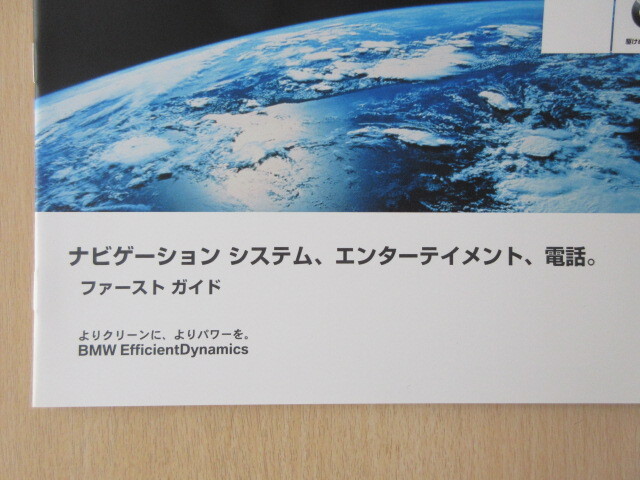 駆け
ナビゲーション システム、エンターテイメント、電話。
ファースト ガイド
よりクリーンに、よりパワーを。
BMW EfficientDynamics